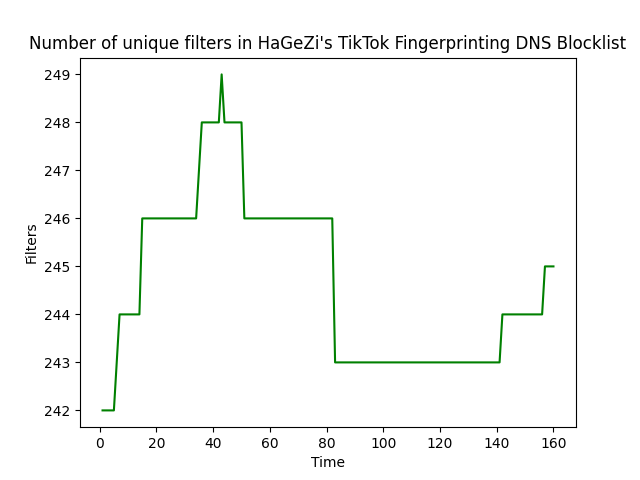 Number of unique filters in HaGeZi's TikTok Fingerprinting DNS Blocklist
249
248
247
246
245
244
243
242
Filters
0 20 40 60 80 100 120 140 160
Time